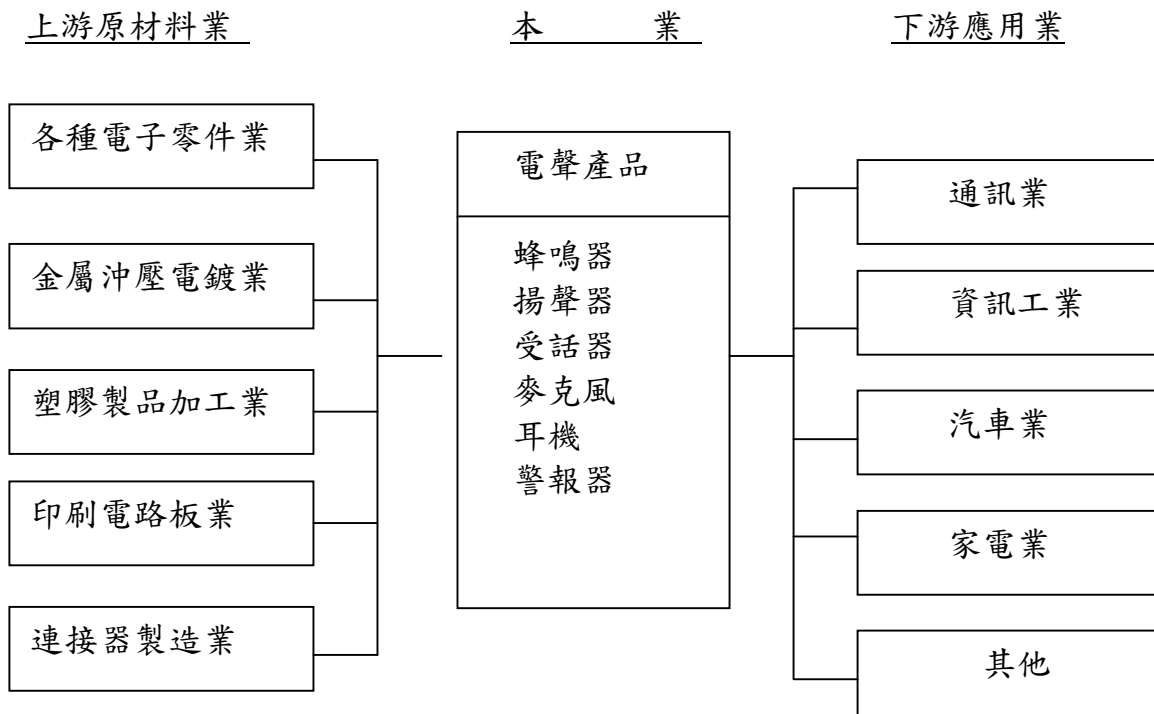 上游原材料業
本 業
下游應用業
各種電子零件業
金屬沖壓電鍍業
塑膠製品加工業
印刷電路板業
連接器製造業
電聲產品
蜂鳴器
揚聲器
受話器
麥克風
耳機
警報器
通訊業
資訊工業
汽車業
家電業
其他